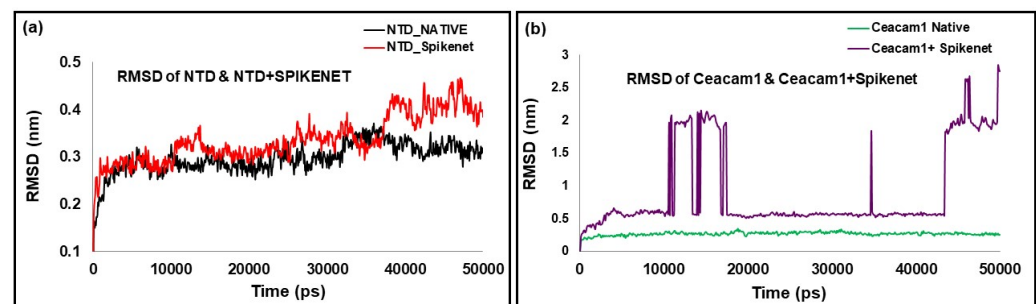 (a)
NTD_NATIVE
NTD_Spikenet
RMSD of NTD & NTD+SPIKENET
RMSD (nm)
0.5
0.4
0.3
0.2
0.1
0 10000 20000 30000 40000 50000
Time (ps)
(b)
Ceacam1 Native
Ceacam1+ Spikenet
RMSD of Ceacam1 & Ceacam1+Spikenet
RMSD (nm)
3
2.5
2
1.5
1
0.5
0
0 10000 20000 30000 40000 50000
Time (ps)